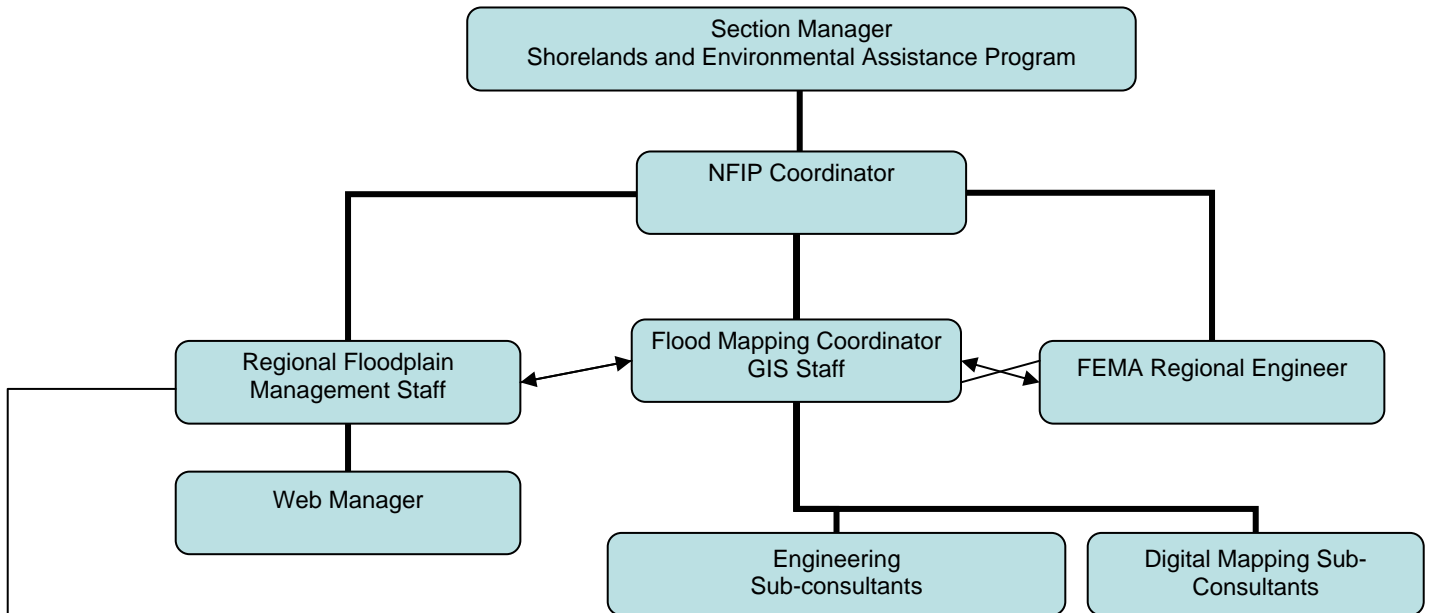 Section Manager
Shorelands and Environmental Assistance Program
NFIP Coordinator
Regional Floodplain
Management Staff
Flood Mapping Coordinator
GIS Staff
FEMA Regional Engineer
Web Manager
Engineering
Sub-consultants
Digital Mapping Sub-
Consultants